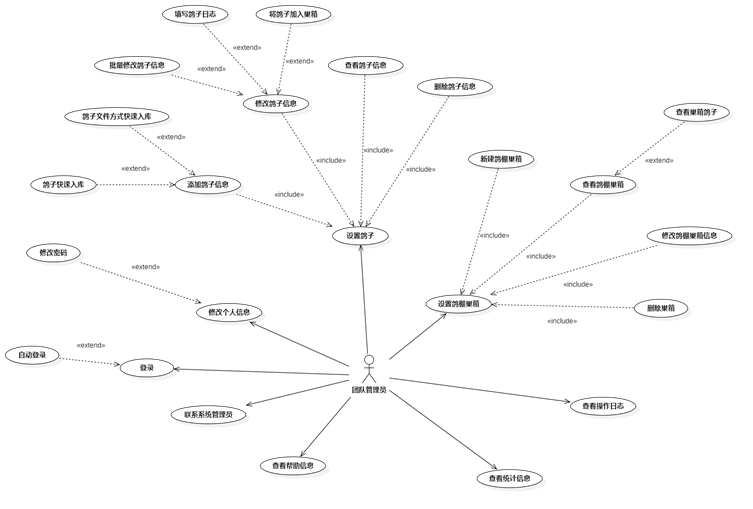 填写鸽子日志
将鸽子加入巢箱
«extend»
«extend»
批量修改鸽子信息
«extend»
查看鸽子信息
删除鸽子信息
修改鸽子信息
鸽子文件方式快速入库
查看巢箱鸽子
«extend»
«include»
«include»
«include»
新建鸽棚巢箱
«extend»
«extend»
鸽子快速入库
添加鸽子信息
查看鸽棚巢箱
«include»
设置鸽子
«include»
修改鸽棚巢箱信息
修改密码
«include»
«include»
«extend»
设置鸽棚巢箱
删除巢箱
修改个人信息
«include»
自动登录
«extend»
登录
团队管理员
查看操作日志
联系系统管理员
查看帮助信息
查看统计信息